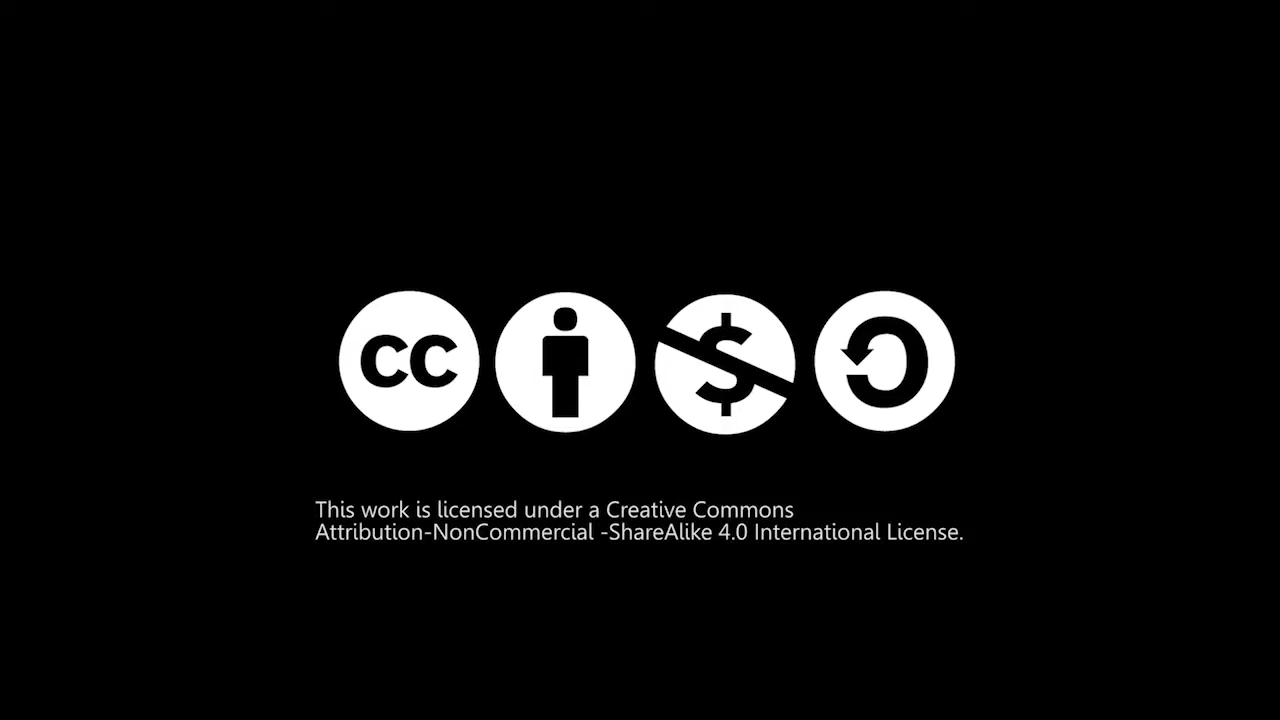 cc
$
This work is licensed under a Creative Commons
Attribution-NonCommercial -ShareAlike 4.0 International License.